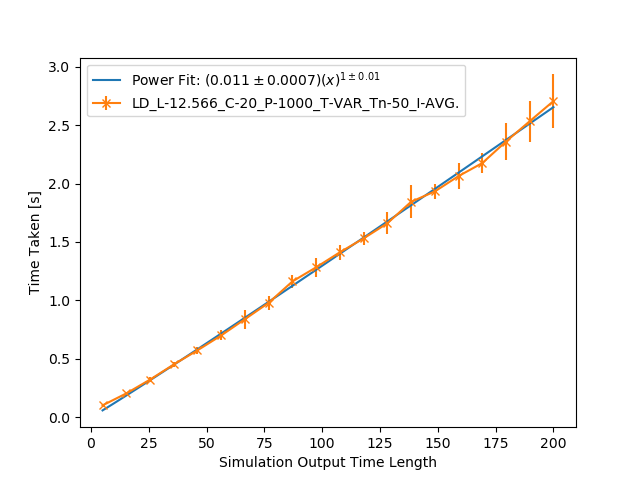 Power Fit: (0.011 ± 0.0007)(x)^{1 ± 0.01}
LD_L-12.566_C-20_P-1000_T-VAR_Tn-50_I-AVG.
3.0
2.5
2.0
1.5
1.0
0.5
0.0
Time Taken [s]
0 25 50 75 100 125 150 175 200
Simulation Output Time Length